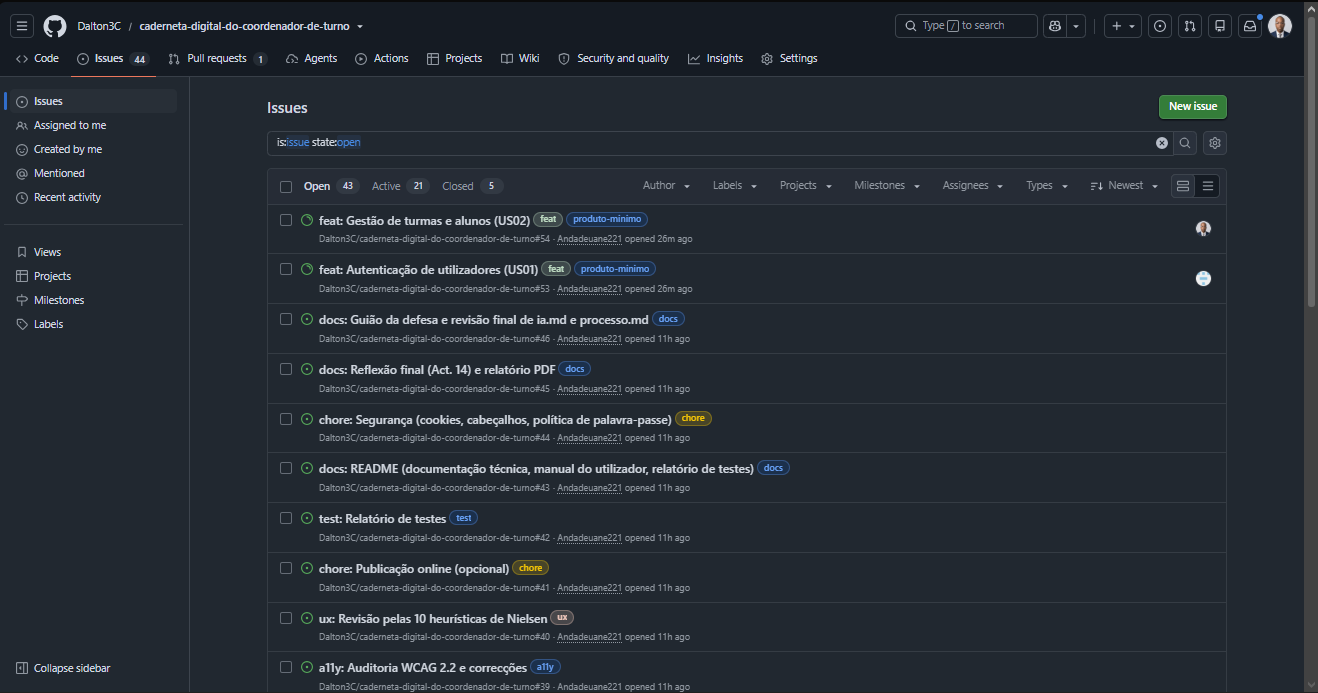 Dalton3C / caderneta-digital-do-coordenador-de-turno
Type / to search
Code
Issues 44
Pull requests 1
Agents
Actions
Projects
Wiki
Security and quality
Insights
Settings
Issues
Assigned to me
Created by me
Mentioned
Recent activity
Views
Projects
Milestones
Labels
Collapse sidebar
Issues
New issue
is:issue state:open
Open 43 Active 21 Closed 5
Author Labels Projects Milestones Assignees Types Newest
feat: Gestão de turmas e alunos (US02) feat produto-minimo
Dalton3C/caderneta-digital-do-coordenador-de-turno#54 · Andadeuane221 opened 26m ago
feat: Autenticação de utilizadores (US01) feat produto-minimo
Dalton3C/caderneta-digital-do-coordenador-de-turno#53 · Andadeuane221 opened 26m ago
docs: Guião da defesa e revisão final de ia.md e processo.md docs
Dalton3C/caderneta-digital-do-coordenador-de-turno#46 · Andadeuane221 opened 11h ago
docs: Reflexão final (Act. 14) e relatório PDF docs
Dalton3C/caderneta-digital-do-coordenador-de-turno#45 · Andadeuane221 opened 11h ago
chore: Segurança (cookies, cabeçalhos, política de palavra-passe) chore
Dalton3C/caderneta-digital-do-coordenador-de-turno#44 · Andadeuane221 opened 11h ago
docs: README (documentação técnica, manual do utilizador, relatório de testes) docs
Dalton3C/caderneta-digital-do-coordenador-de-turno#43 · Andadeuane221 opened 11h ago
test: Relatório de testes test
Dalton3C/caderneta-digital-do-coordenador-de-turno#42 · Andadeuane221 opened 11h ago
chore: Publicação online (opcional) chore
Dalton3C/caderneta-digital-do-coordenador-de-turno#41 · Andadeuane221 opened 11h ago
ux: Revisão pelas 10 heurísticas de Nielsen ux
Dalton3C/caderneta-digital-do-coordenador-de-turno#40 · Andadeuane221 opened 11h ago
a11y: Auditoria WCAG 2.2 e correcções a11y
Dalton3C/caderneta-digital-do-coordenador-de-turno#39 · Andadeuane221 opened 11h ago